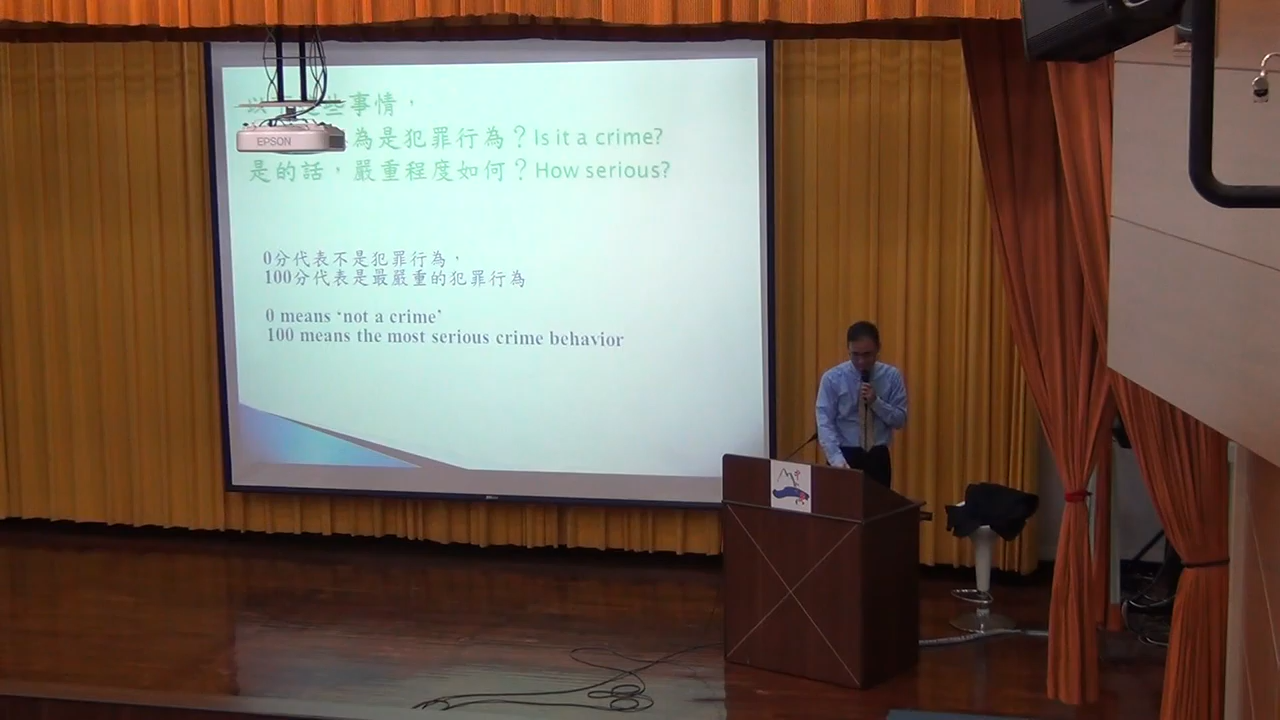 些事情，
為是犯罪行為？Is it a crime?
是的話，嚴重程度如何？How serious?
0分代表不是犯罪行為，
100分代表是最嚴重的犯罪行為
0 means ‘not a crime’
100 means the most serious crime behavior
EPSON